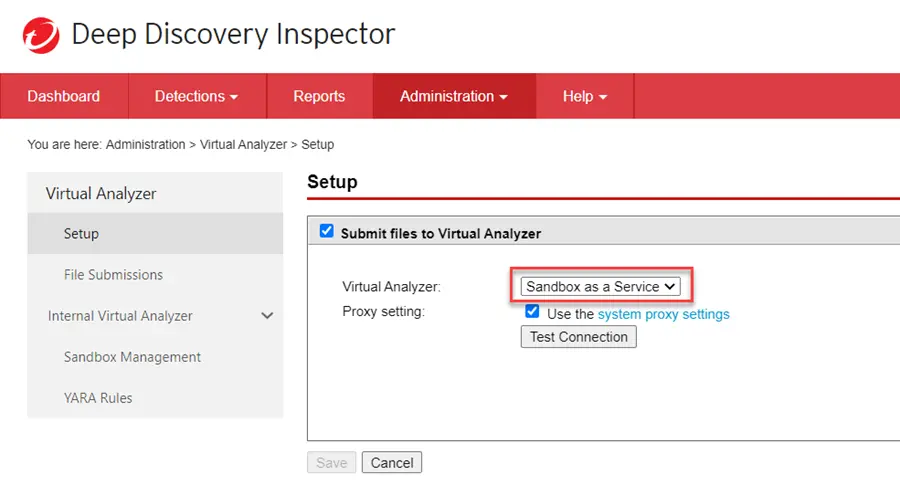 Deep Discovery Inspector
Dashboard Detections Reports Administration Help
You are here: Administration > Virtual Analyzer > Setup
Virtual Analyzer
Setup
File Submissions
Internal Virtual Analyzer
Sandbox Management
YARA Rules
Setup
Submit files to Virtual Analyzer
Virtual Analyzer: Sandbox as a Service
Proxy setting: Use the system proxy settings
Test Connection
Save Cancel